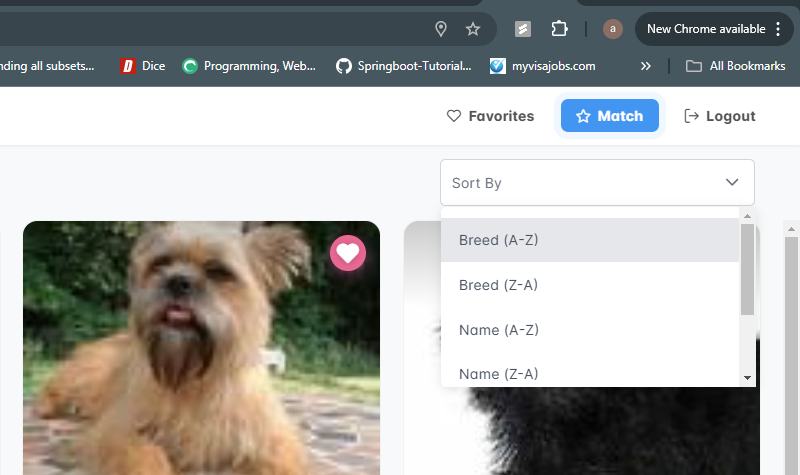 a
New Chrome available
nding all subsets...
Dice
Programming, Web...
Springboot-Tutorial...
myvisajobs.com
All Bookmarks
Favorites
Match
Logout
Sort By
Breed (A-Z)
Breed (Z-A)
Name (A-Z)
Name (Z-A)